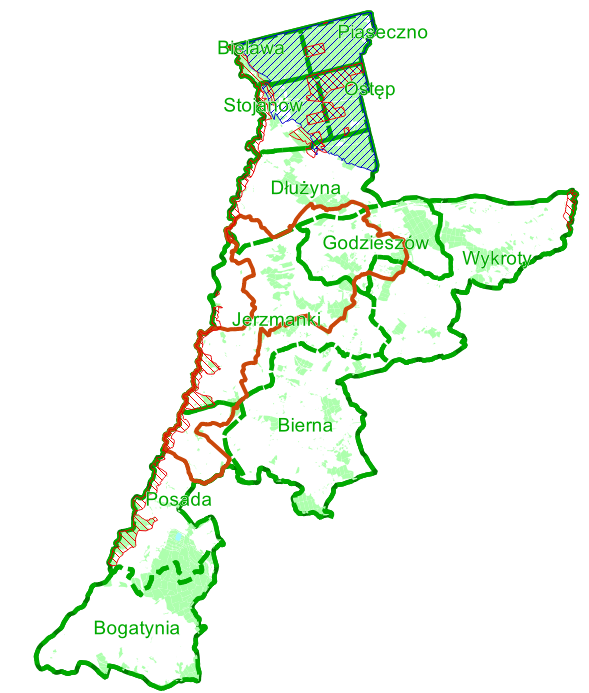 Piaseczno
Bielawa
Ostęp
Stojanów
Dłużyna
Godzieszów
Wykroty
Jerzmanki
Bierna
Posada
Bogatynia